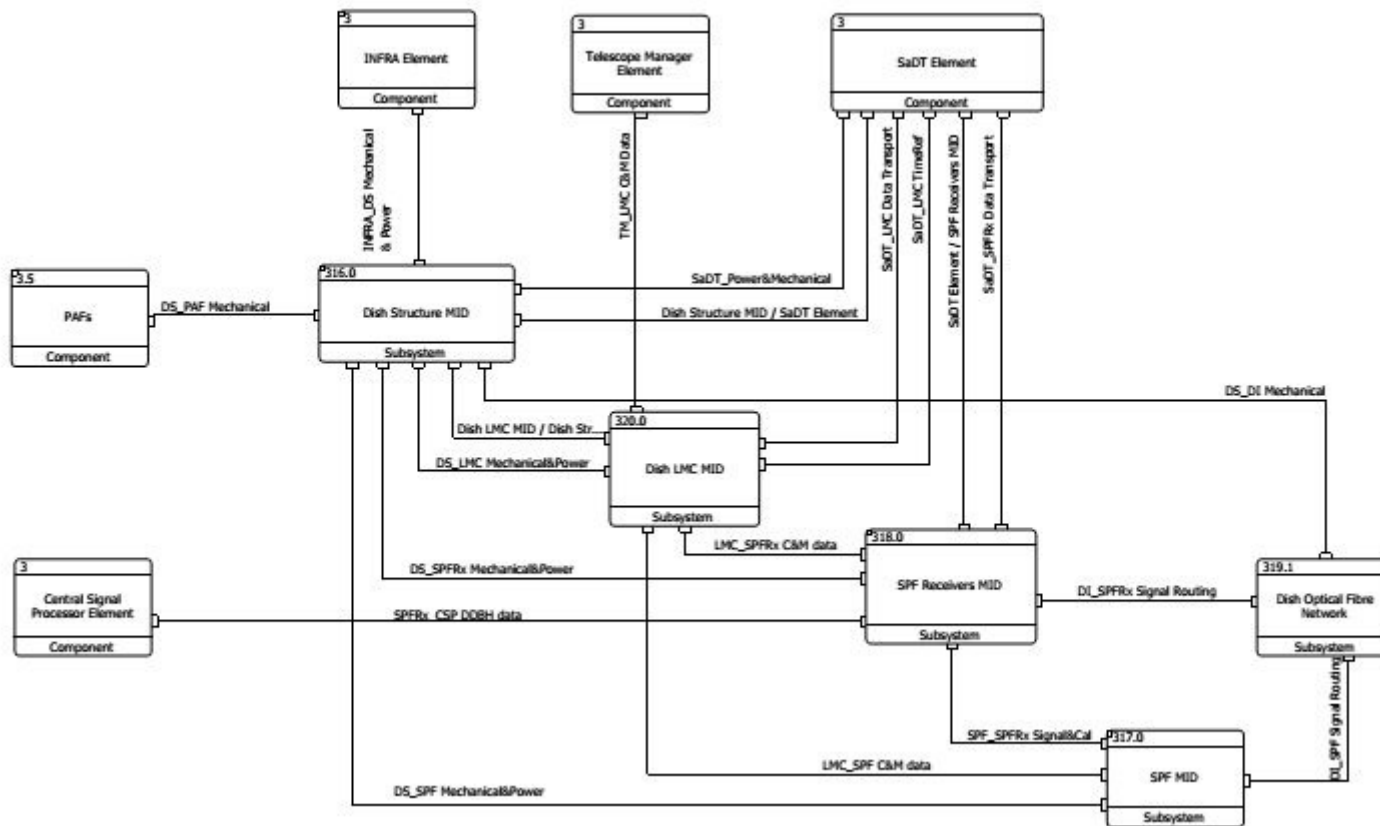 3
INFRA Element
Component
3
Telescope Manager
Element
Component
3
SaDT Element
Component
INFRA_DS Mechanical
& Power
TM_LMC C&M Data
SaDT_LMC Data Transport
SaDT_LMC TimeRef
SaDT Element / SPF Receivers MID
SaDT_SPFRx Data Transport
3.5
PAFs
Component
DS_PAF Mechanical
316.0
Dish Structure MID
Subsystem
SaDT_Power&Mechanical
Dish Structure MID / SaDT Element
DS_DI Mechanical
Dish LMC MID / Dish Str...
DS_LMC Mechanical&Power
320.0
Dish LMC MID
Subsystem
LMC_SPFRx C&M data
DS_SPFRx Mechanical&Power
3
Central Signal
Processor Element
Component
SPFRx_CSP DDBH data
318.0
SPF Receivers MID
Subsystem
DI_SPFRx Signal Routing
319.1
Dish Optical Fibre
Network
Subsystem
DI_SPF Signal Routing
SPF_SPFRx Signal&Cal
LMC_SPF C&M data
DS_SPF Mechanical&Power
317.0
SPF MID
Subsystem